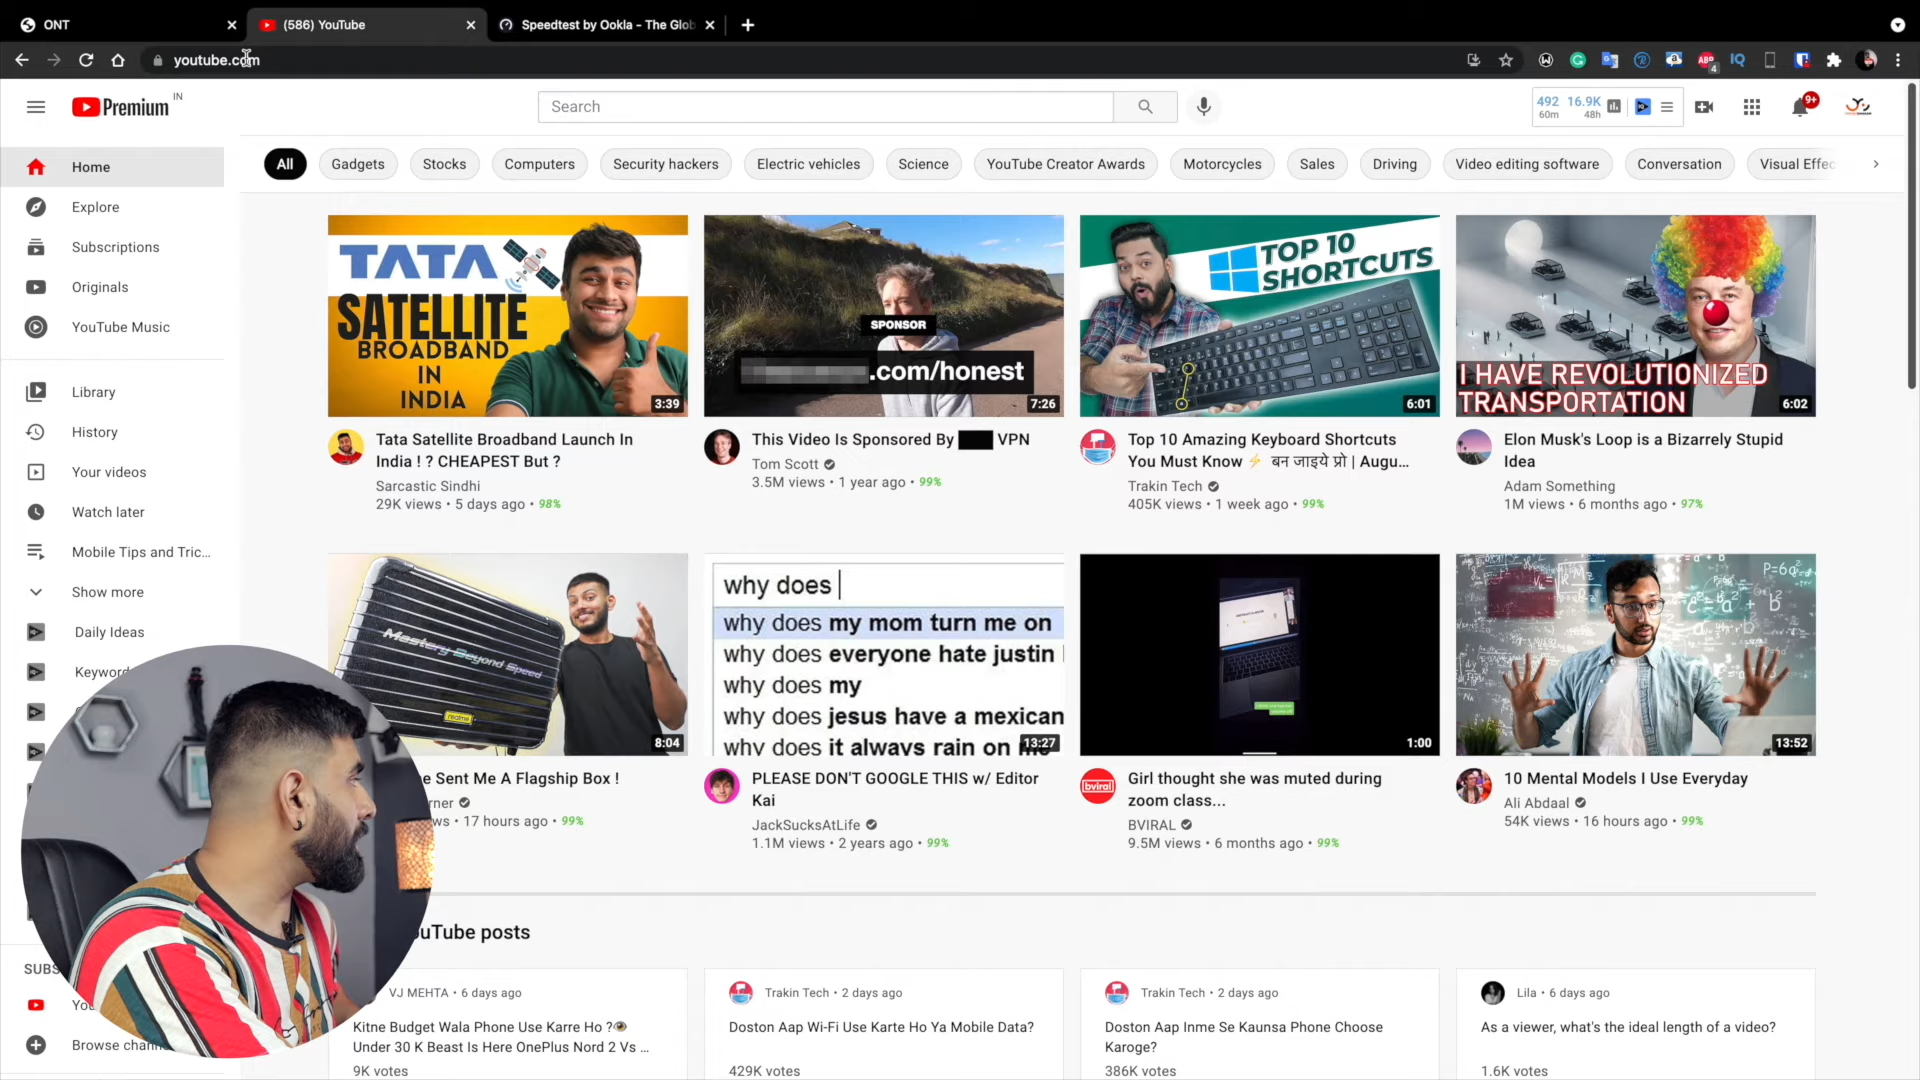 ONT
(586) YouTube
Speedtest by Ookla - The Glob
youtube.com
Premium
IN
Search
492
60m
16.9K
48h
9+
Home
Explore
Subscriptions
Originals
YouTube Music
Library
History
Your videos
Watch later
Mobile Tips and Tric...
Show more
Daily Ideas
Keyword
All
Gadgets
Stocks
Computers
Security hackers
Electric vehicles
Science
YouTube Creator Awards
Motorcycles
Sales
Driving
Video editing software
Conversation
Visual Effec
TATA
SATELLITE
BROADBAND
IN
INDIA
3:39
Tata Satellite Broadband Launch In
India ! ? CHEAPEST But ?
Sarcastic Sindhi
29K views • 5 days ago • 98%
SPONSOR
.com/honest
7:26
This Video Is Sponsored By VPN
Tom Scott
3.5M views • 1 year ago • 99%
TOP 10
SHORTCUTS
6:01
Top 10 Amazing Keyboard Shortcuts
You Must Know ⚡ बन जाइये प्रो | Augu...
Trakin Tech
405K views • 1 week ago • 99%
I HAVE REVOLUTIONIZED
TRANSPORTATION
6:02
Elon Musk's Loop is a Bizarrely Stupid
Idea
Adam Something
1M views • 6 months ago • 97%
Mastery Beyond Speed
realme
8:04
e Sent Me A Flagship Box !
rner
ws • 17 hours ago • 99%
why does
why does my mom turn me on
why does everyone hate justin
why does my
why does jesus have a mexican
why does it always rain on me
13:27
PLEASE DON'T GOOGLE THIS w/ Editor
Kai
JackSucksAtLife
1.1M views • 2 years ago • 99%
1:00
bviral
Girl thought she was muted during
zoom class...
BVIRAL
9.5M views • 6 months ago • 99%
13:52
10 Mental Models I Use Everyday
Ali Abdaal
54K views • 16 hours ago • 99%
uTube posts
VJ MEHTA • 6 days ago
Kitne Budget Wala Phone Use Karre Ho ?👁
Under 30 K Beast Is Here OnePlus Nord 2 Vs ...
9K votes
Trakin Tech • 2 days ago
Doston Aap Wi-Fi Use Karte Ho Ya Mobile Data?
429K votes
Trakin Tech • 2 days ago
Doston Aap Inme Se Kaunsa Phone Choose
Karoge?
386K votes
Lila • 6 days ago
As a viewer, what's the ideal length of a video?
1.6K votes
SUBS
Yo
Browse chann